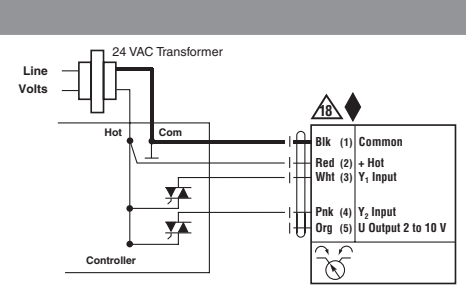 24 VAC Transformer
Line
Volts
18
Hot
Com
Blk (1) Common
Red (2) + Hot
Wht (3) Y₁ Input
Pnk (4) Y₂ Input
Org (5) U Output 2 to 10 V
Controller